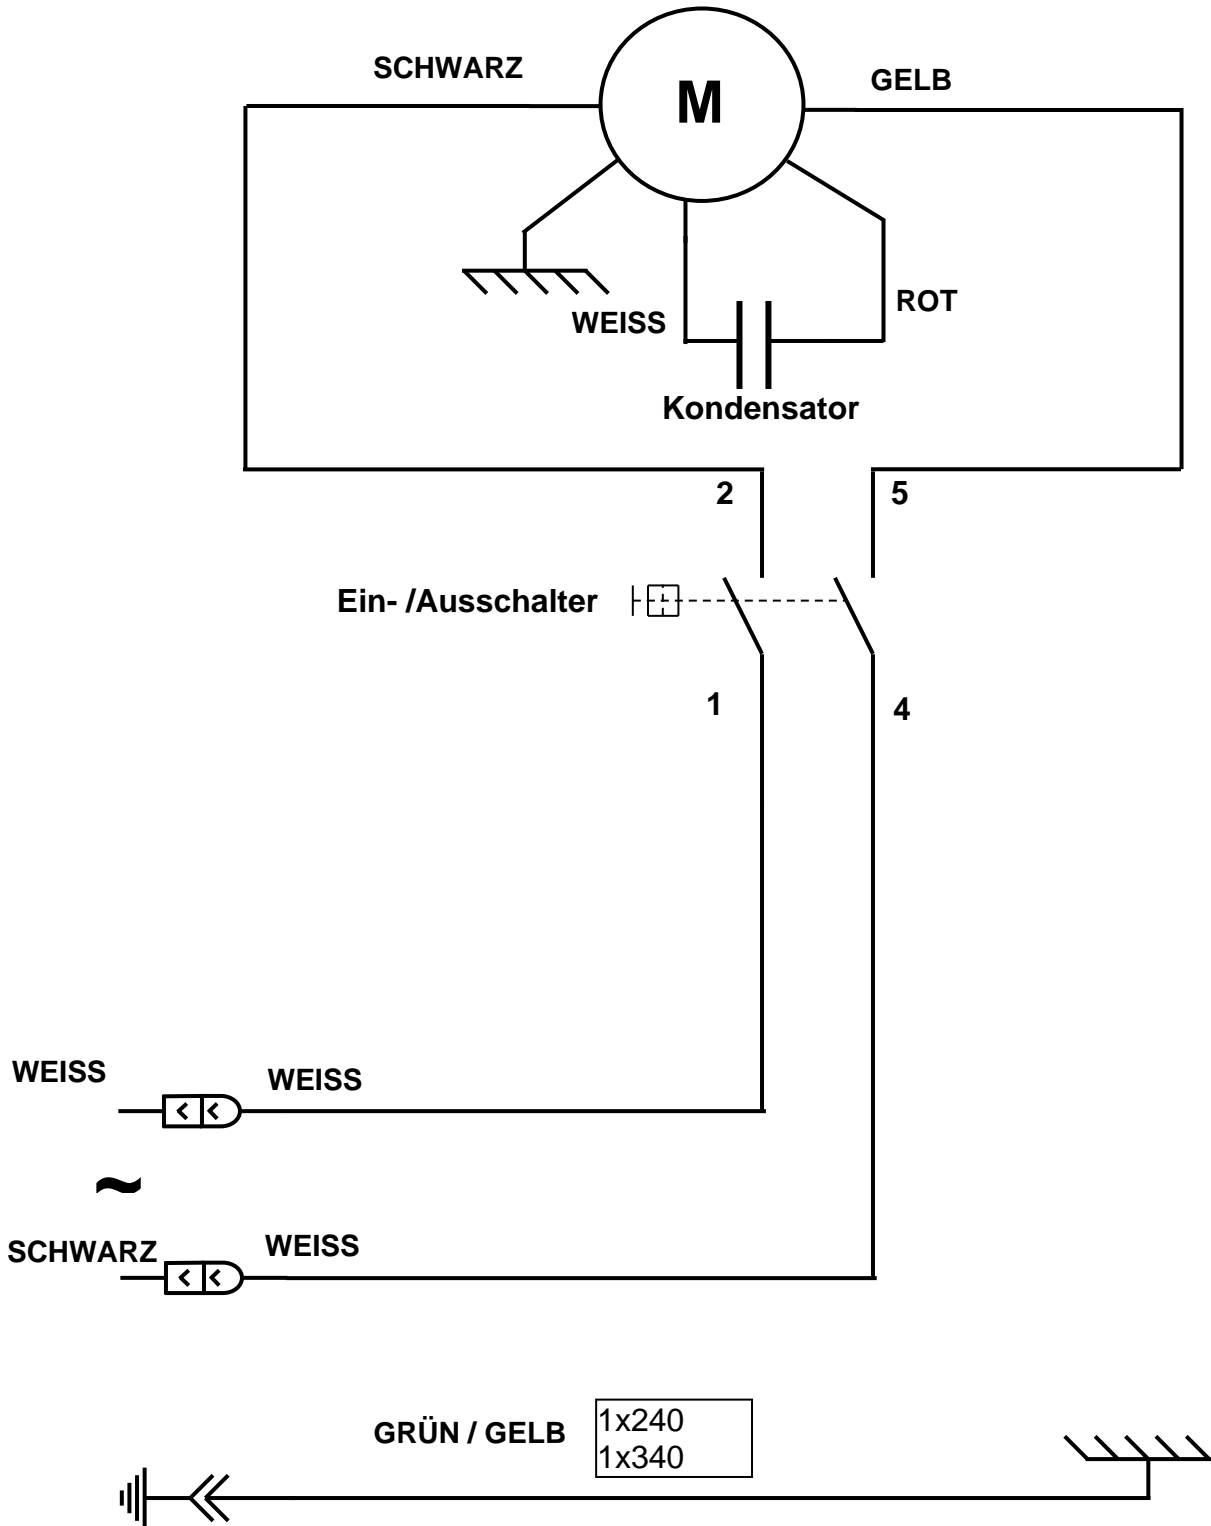 SCHWARZ
GELB
M
WEISS
ROT
Kondensator
2
5
Ein- /Ausschalter
1
4
WEISS
WEISS
~
SCHWARZ
WEISS
GRÜN / GELB
1x240
1x340